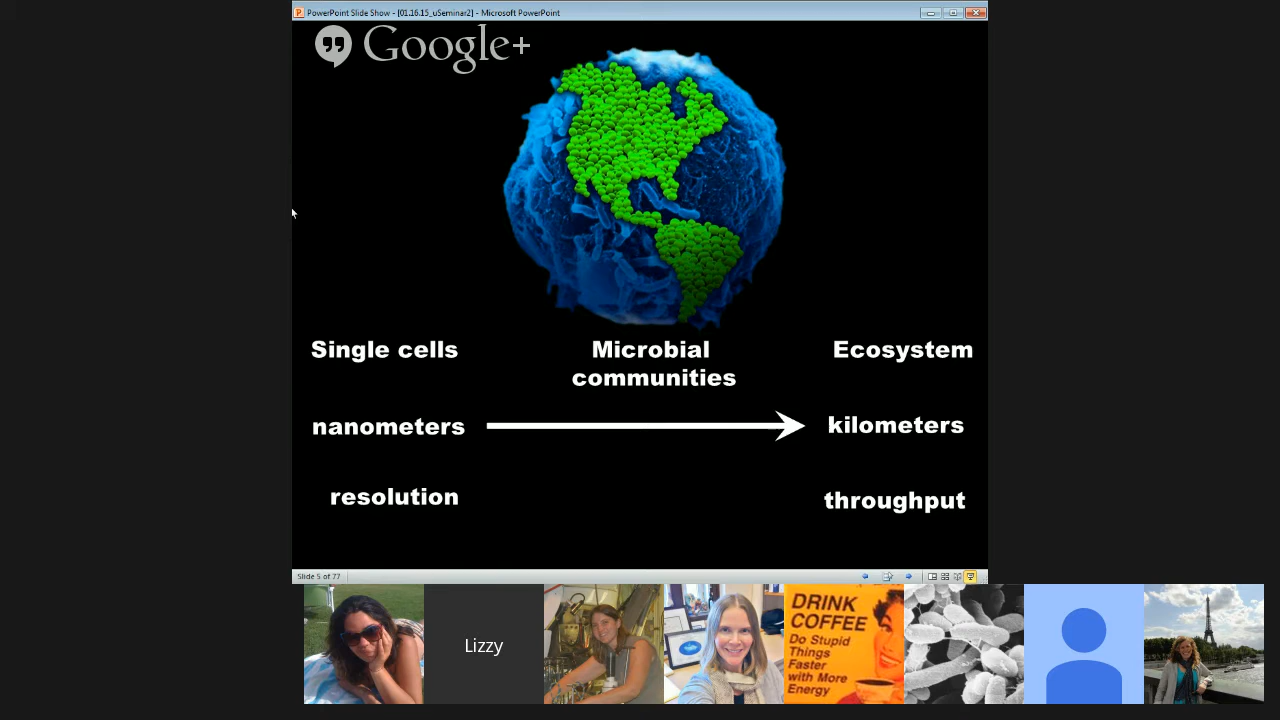 PowerPoint Slide Show - [01.16.15_uSeminar2] - Microsoft PowerPoint
Google+
Single cells
Microbial
communities
Ecosystem
nanometers
kilometers
resolution
throughput
Slide 5 of 77
Lizzy
DRINK
COFFEE
Do Stupid
Things
Faster
with More
Energy